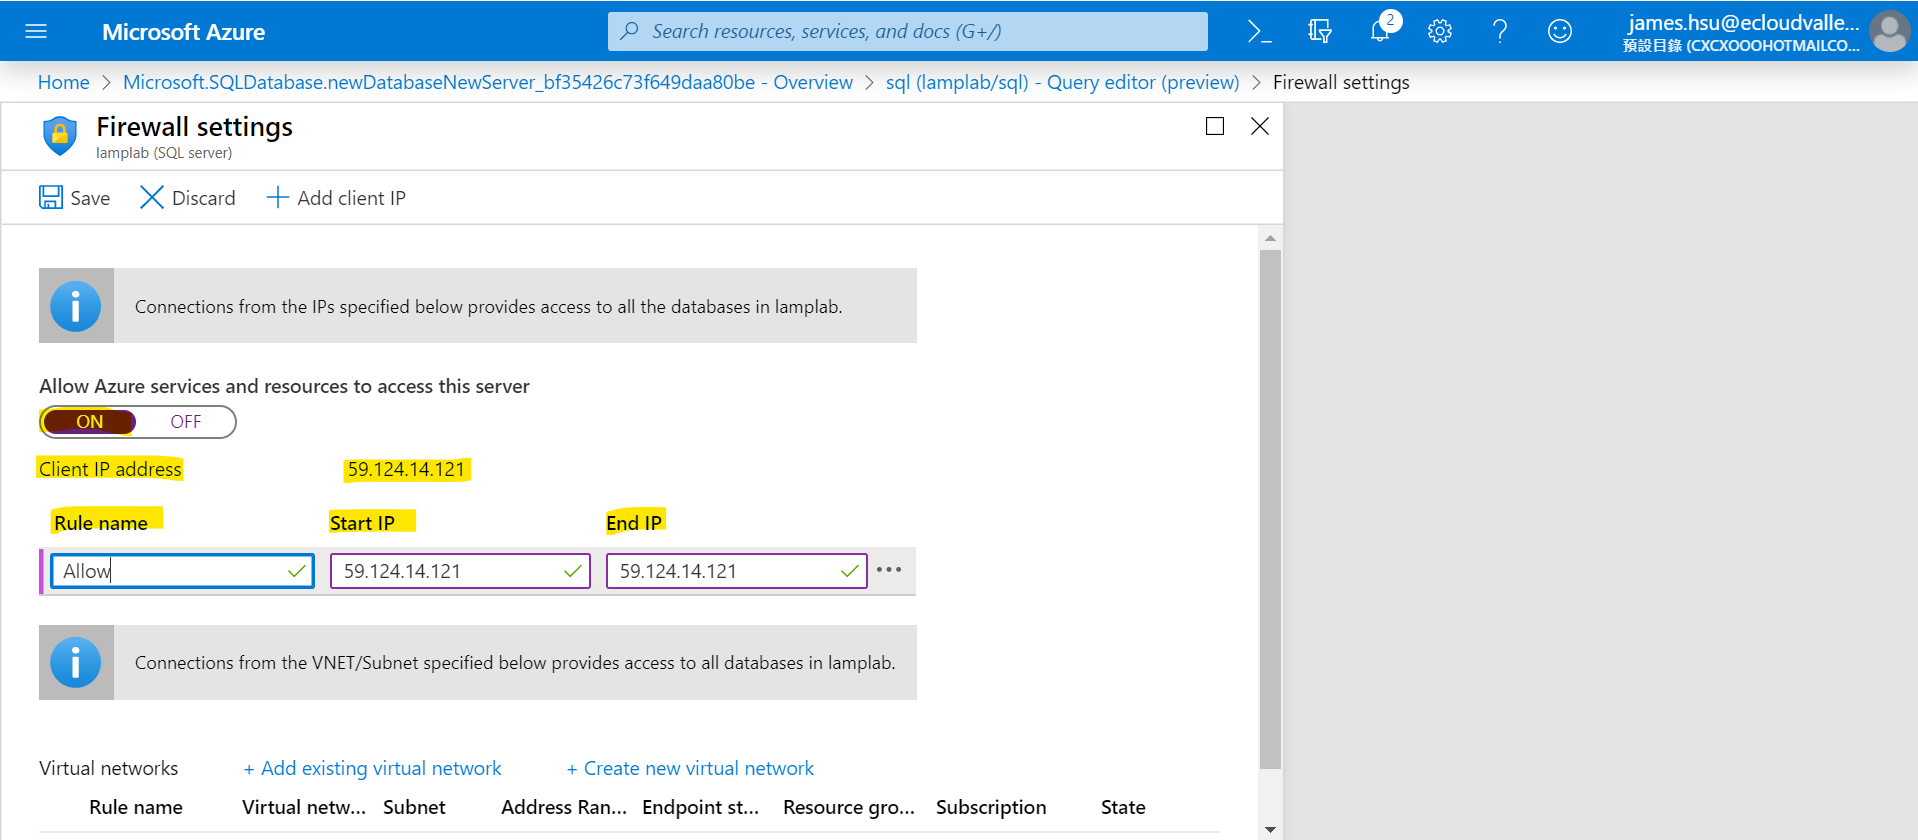 Microsoft Azure
Search resources, services, and docs (G+/)
2
james.hsu@ecloudvalle...
預設目錄 (CXCXOOOHOTMAILCO...
Home > Microsoft.SQLDatabase.newDatabaseNewServer_bf35426c73f649daa80be - Overview > sql (lamplab/sql) - Query editor (preview) > Firewall settings
Firewall settings
lamplab (SQL server)
Save Discard Add client IP
Connections from the IPs specified below provides access to all the databases in lamplab.
Allow Azure services and resources to access this server
ON OFF
Client IP address 59.124.14.121
Rule name Start IP End IP
Allow 59.124.14.121 59.124.14.121
Connections from the VNET/Subnet specified below provides access to all databases in lamplab.
Virtual networks + Add existing virtual network + Create new virtual network
Rule name Virtual netw... Subnet Address Ran... Endpoint st... Resource gro... Subscription State